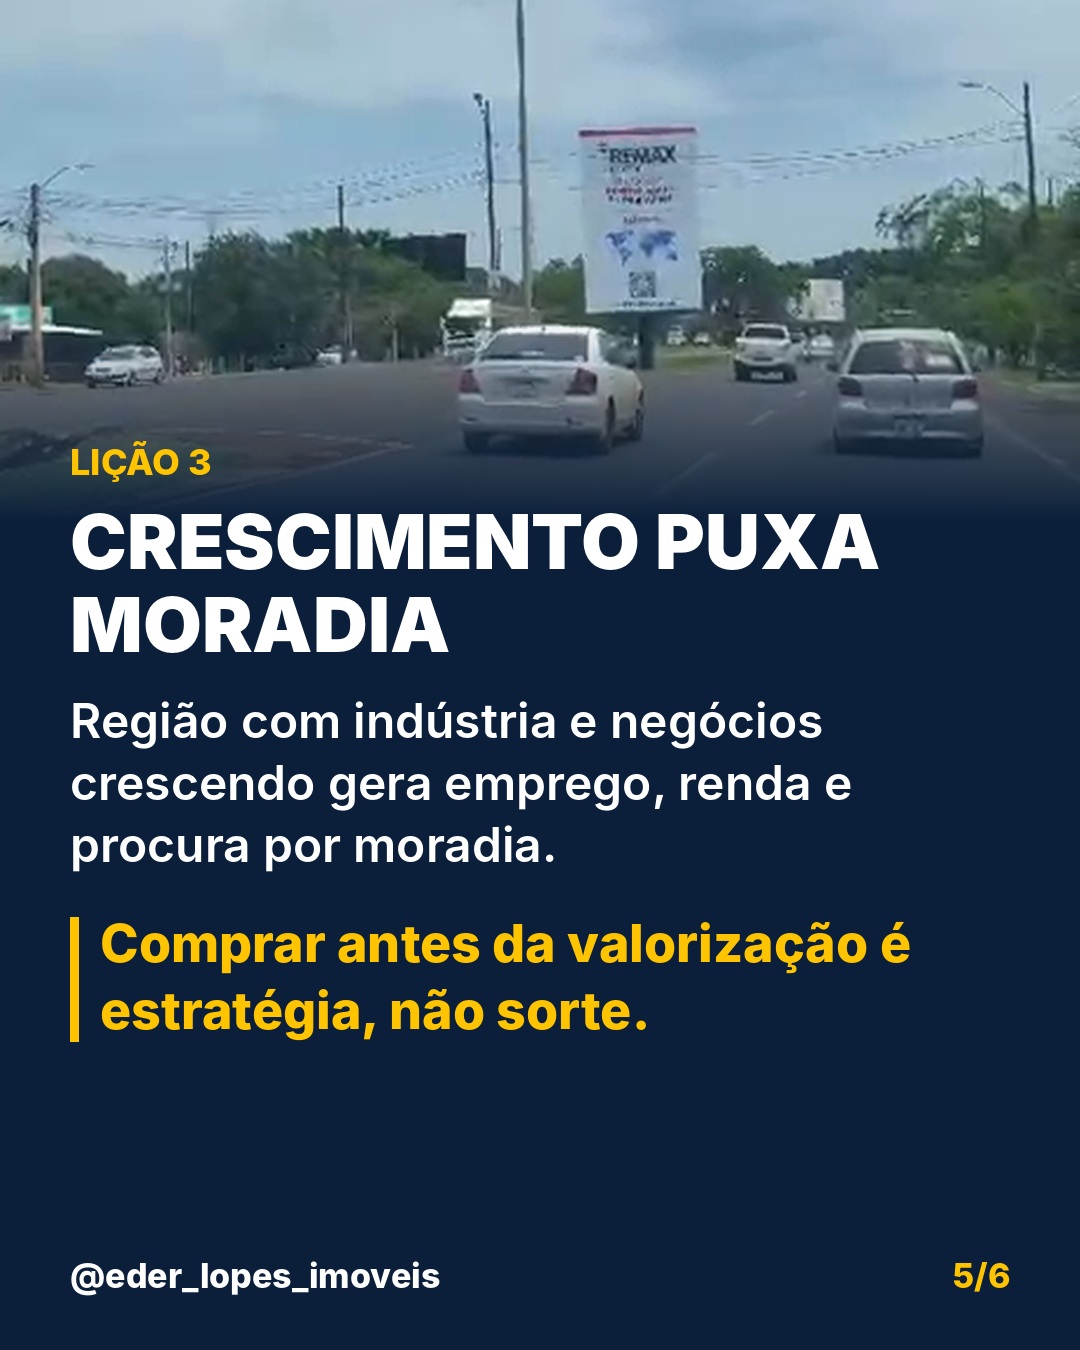 REMAX
LIÇÃO 3
CRESCIMENTO PUXA
MORADIA
Região com indústria e negócios
crescendo gera emprego, renda e
procura por moradia.
Comprar antes da valorização é
estratégia, não sorte.
@eder_lopes_imoveis
5/6